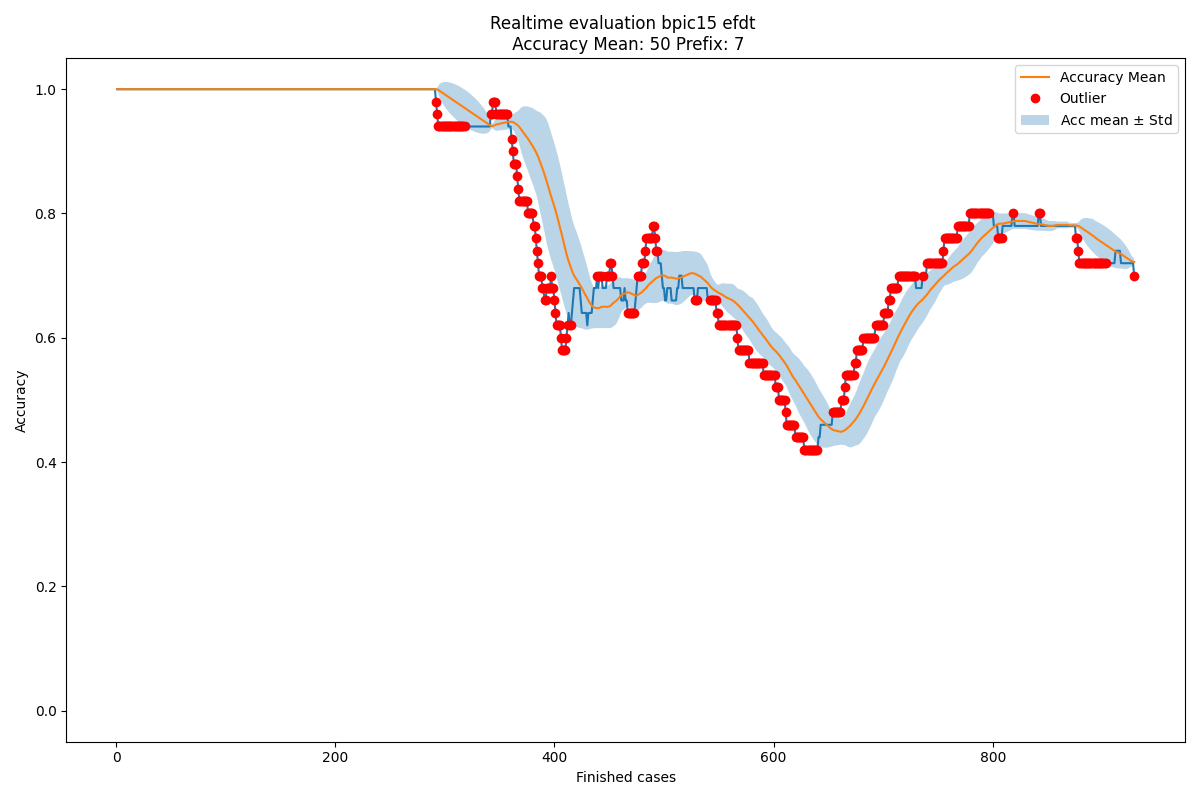 Realtime evaluation bpic15 efdt
Accuracy Mean: 50 Prefix: 7
Accuracy Mean
Outlier
Acc mean ± Std
1.0
0.8
0.6
0.4
0.2
0.0
Accuracy
0 200 400 600 800
Finished cases